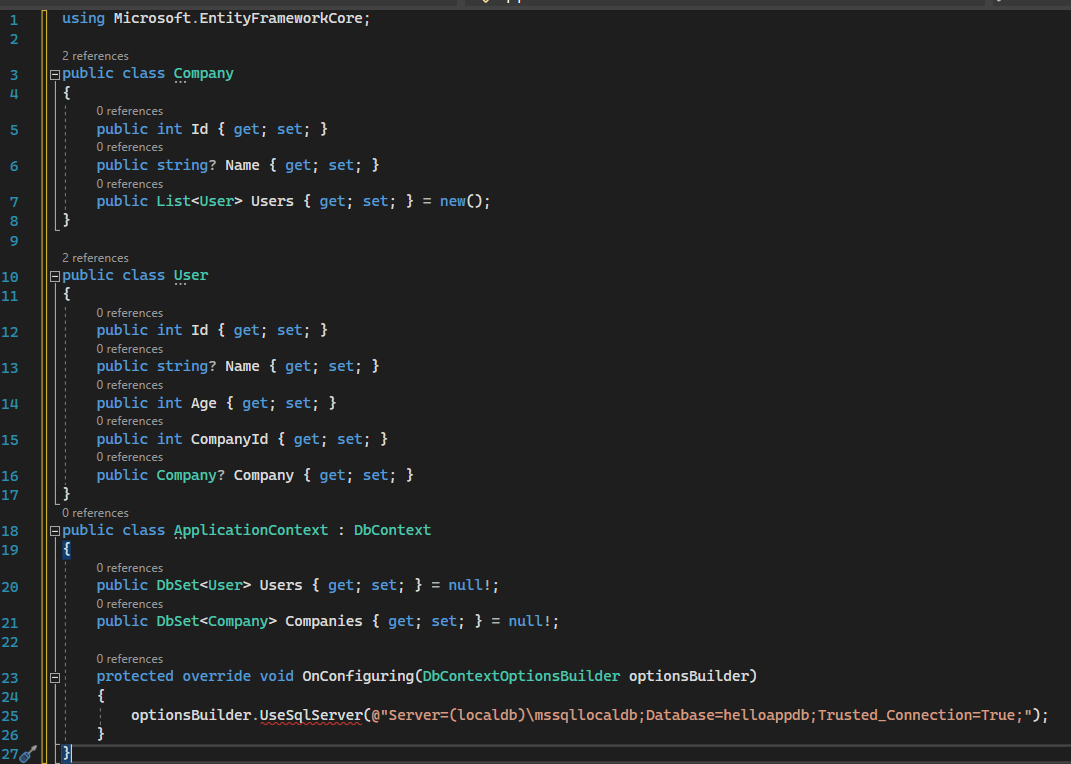 1 using Microsoft.EntityFrameworkCore;
2
2 references
3 public class Company
4 {
0 references
5 public int Id { get; set; }
0 references
6 public string? Name { get; set; }
0 references
7 public List<User> Users { get; set; } = new();
8 }
9
2 references
10 public class User
11 {
0 references
12 public int Id { get; set; }
0 references
13 public string? Name { get; set; }
0 references
14 public int Age { get; set; }
0 references
15 public int CompanyId { get; set; }
0 references
16 public Company? Company { get; set; }
17 }
0 references
18 public class ApplicationContext : DbContext
19 {
0 references
20 public DbSet<User> Users { get; set; } = null!;
0 references
21 public DbSet<Company> Companies { get; set; } = null!;
22
0 references
23 protected override void OnConfiguring(DbContextOptionsBuilder optionsBuilder)
24 {
25 optionsBuilder.UseSqlServer(@"Server=(localdb)\mssqllocaldb;Database=helloappdb;Trusted_Connection=True;");
26 }
27 }